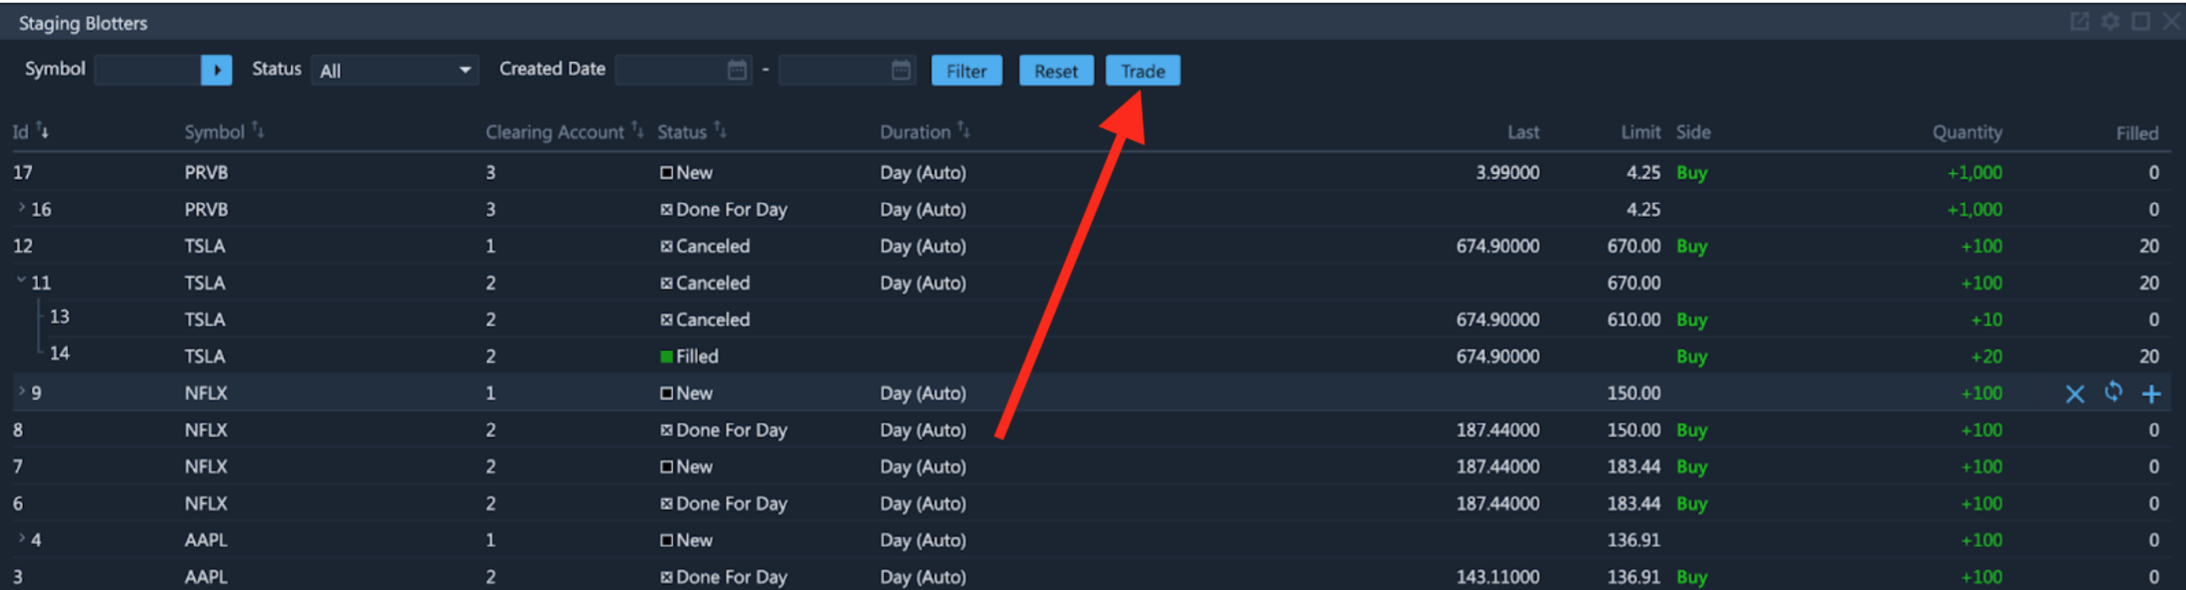 Staging Blotters
Symbol Status All Created Date - Filter Reset Trade
Id Symbol Clearing Account Status Duration Last Limit Side Quantity Filled
17 PRVB 3 New Day (Auto) 3.99000 4.25 Buy +1,000 0
16 PRVB 3 Done For Day Day (Auto) 4.25 +1,000 0
12 TSLA 1 Canceled Day (Auto) 674.90000 670.00 Buy +100 20
11 TSLA 2 Canceled Day (Auto) 670.00 +100 20
13 TSLA 2 Canceled 674.90000 610.00 Buy +10 0
14 TSLA 2 Filled 674.90000 Buy +20 20
9 NFLX 1 New Day (Auto) 150.00 +100
8 NFLX 2 Done For Day Day (Auto) 187.44000 150.00 Buy +100 0
7 NFLX 2 New Day (Auto) 187.44000 183.44 Buy +100 0
6 NFLX 2 Done For Day Day (Auto) 187.44000 183.44 Buy +100 0
4 AAPL 1 New Day (Auto) 136.91 +100 0
3 AAPL 2 Done For Day Day (Auto) 143.11000 136.91 Buy +100 0